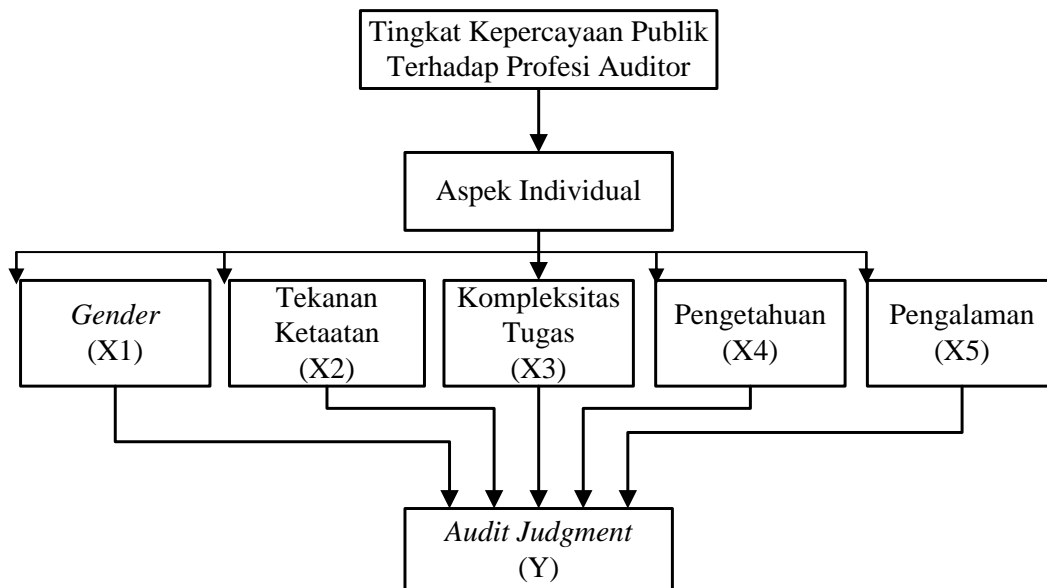 Tingkat Kepercayaan Publik
Terhadap Profesi Auditor
Aspek Individual
Gender
(X1)
Tekanan
Ketaatan
(X2)
Kompleksitas
Tugas
(X3)
Pengetahuan
(X4)
Pengalaman
(X5)
Audit Judgment
(Y)